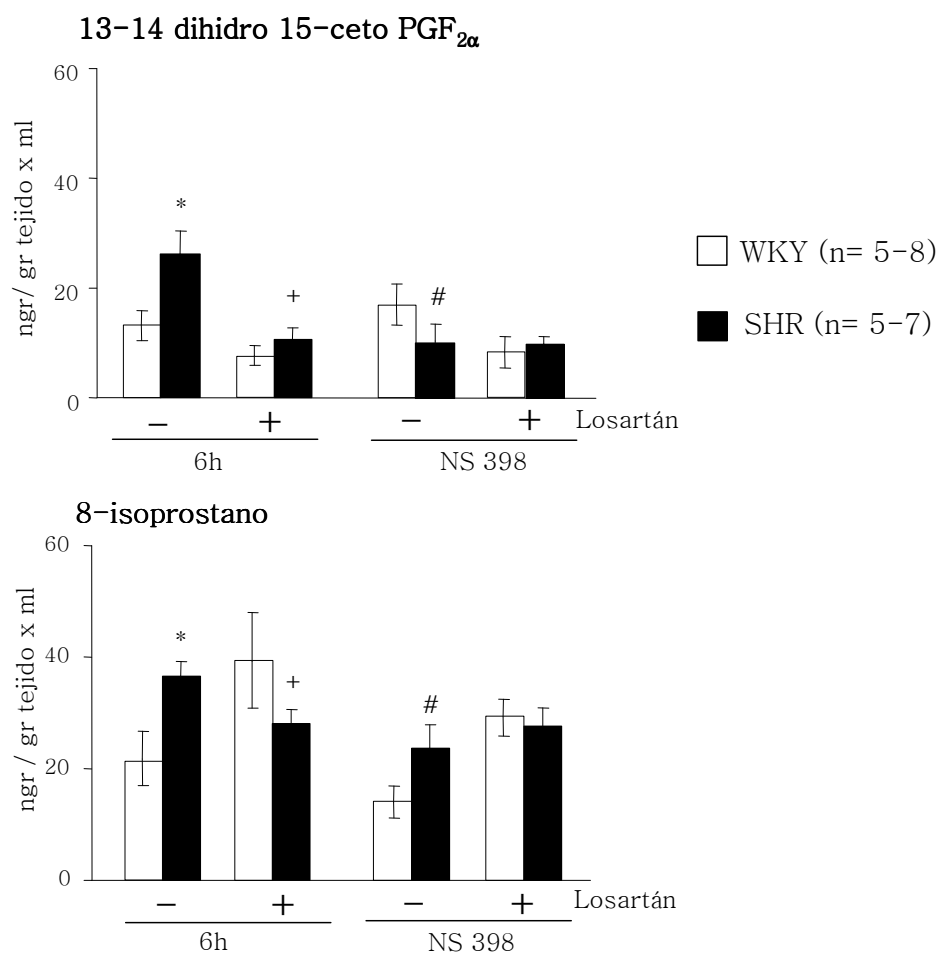 13-14 dihidro 15-ceto PGF2α
ngr/ gr tejido x ml
60
40
20
0
*
+
#
− + − + Losartán
6h NS 398
WKY (n= 5-8)
SHR (n= 5-7)
8-isoprostano
ngr / gr tejido x ml
60
40
20
0
*
+
#
− + − + Losartán
6h NS 398